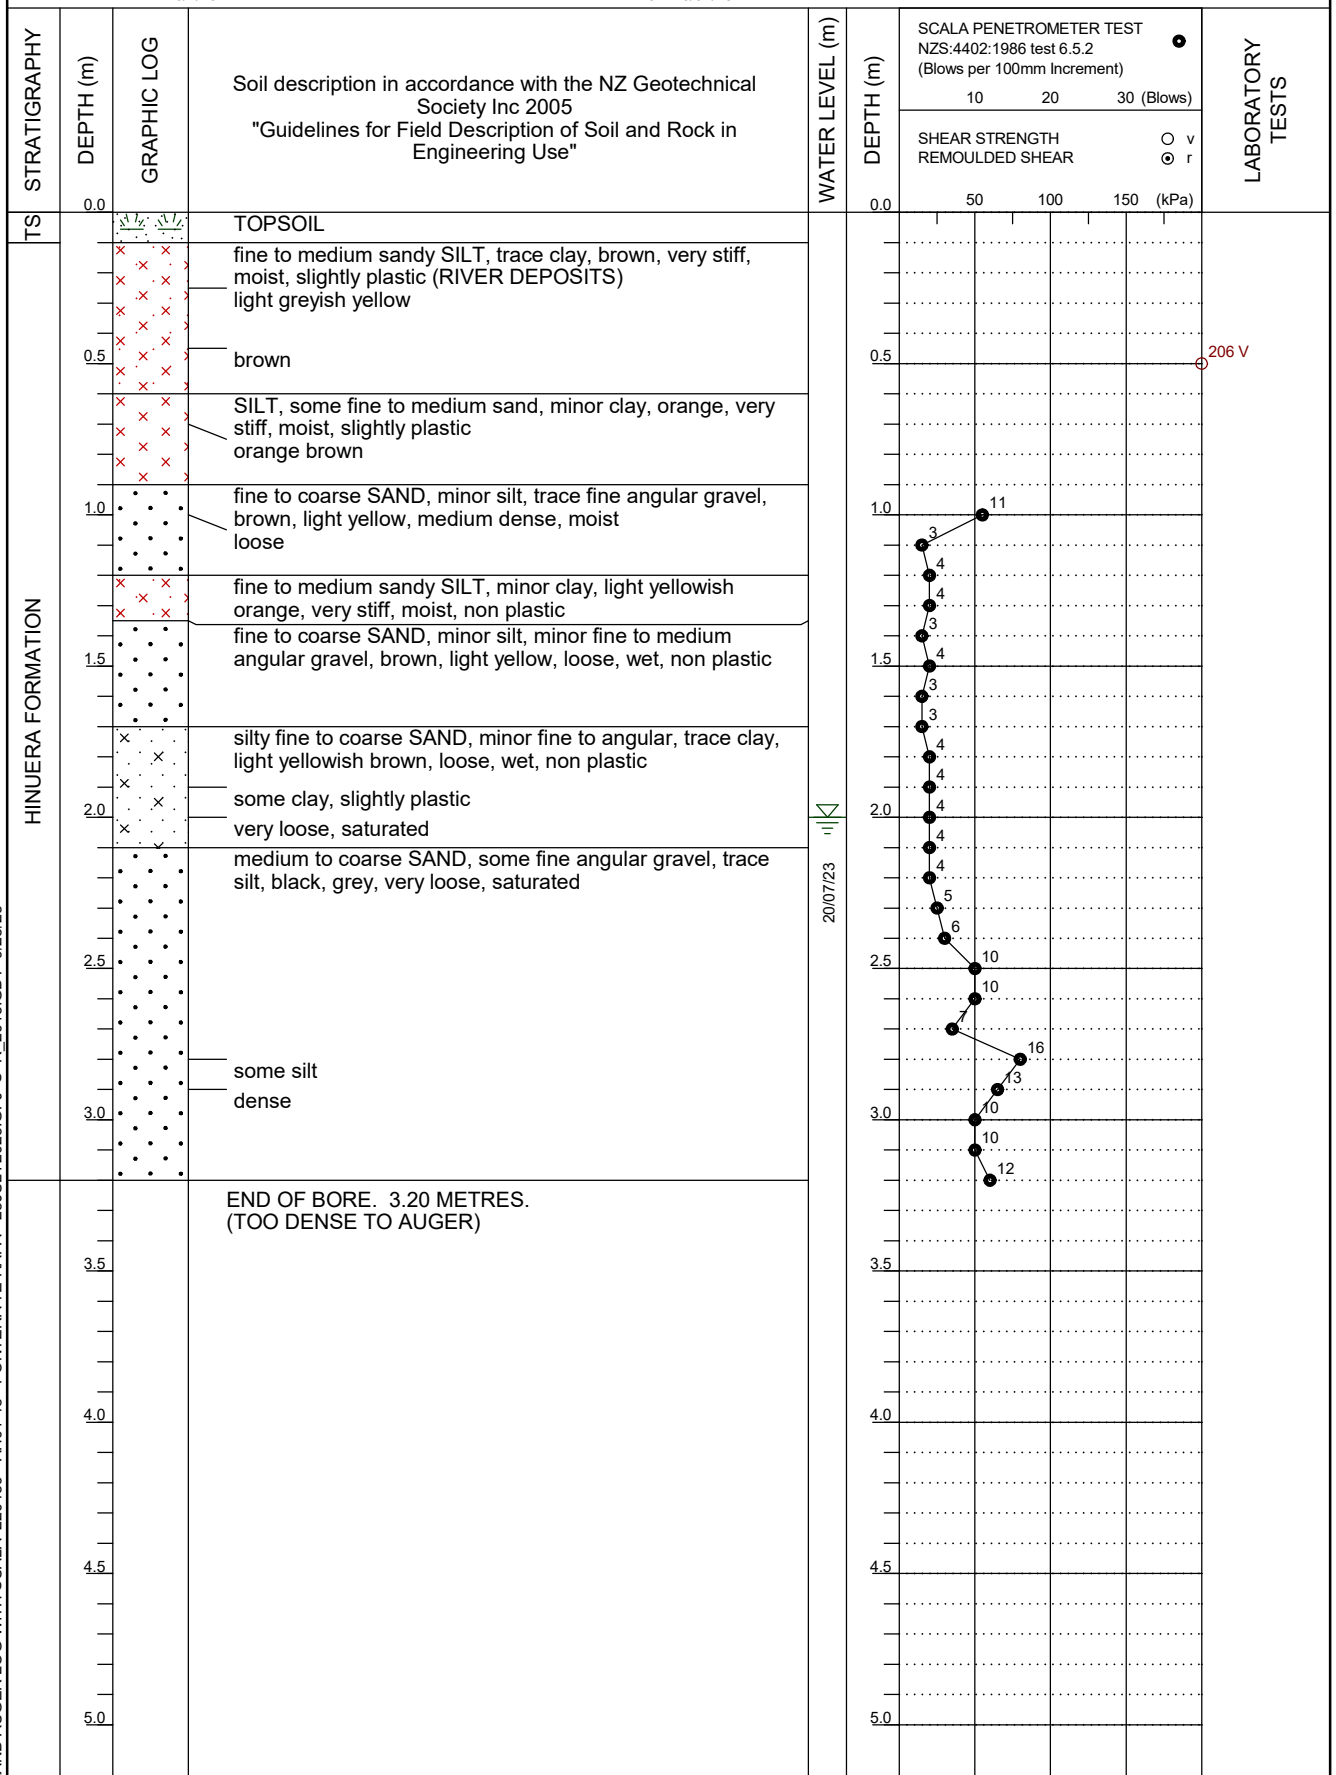 STRATIGRAPHY
DEPTH (m)
GRAPHIC LOG
Soil description in accordance with the NZ Geotechnical
Society Inc 2005
"Guidelines for Field Description of Soil and Rock in
Engineering Use"
WATER LEVEL (m)
DEPTH (m)
SCALA PENETROMETER TEST
NZS:4402:1986 test 6.5.2
(Blows per 100mm Increment)
10 20 30 (Blows)
SHEAR STRENGTH v
REMOULDED SHEAR r
50 100 150 (kPa)
LABORATORY
TESTS
0.0 0.0
TS
TOPSOIL
fine to medium sandy SILT, trace clay, brown, very stiff,
moist, slightly plastic (RIVER DEPOSITS)
light greyish yellow
brown
0.5 0.5
206 V
SILT, some fine to medium sand, minor clay, orange, very
stiff, moist, slightly plastic
orange brown
fine to coarse SAND, minor silt, trace fine angular gravel,
brown, light yellow, medium dense, moist
loose
1.0 1.0
11
3
4
fine to medium sandy SILT, minor clay, light yellowish
orange, very stiff, moist, non plastic
4
fine to coarse SAND, minor silt, minor fine to medium
angular gravel, brown, light yellow, loose, wet, non plastic
3
1.5 1.5
4
3
3
HINUERA FORMATION
silty fine to coarse SAND, minor fine to angular, trace clay,
light yellowish brown, loose, wet, non plastic
4
some clay, slightly plastic
4
2.0 2.0
very loose, saturated
4
4
medium to coarse SAND, some fine angular gravel, trace
silt, black, grey, very loose, saturated
20/07/23
4
5
6
2.5 2.5
10
10
7
16
some silt
13
dense
3.0 3.0
10
10
12
END OF BORE. 3.20 METRES.
(TOO DENSE TO AUGER)
3.5 3.5
4.0 4.0
4.5 4.5
5.0 5.0